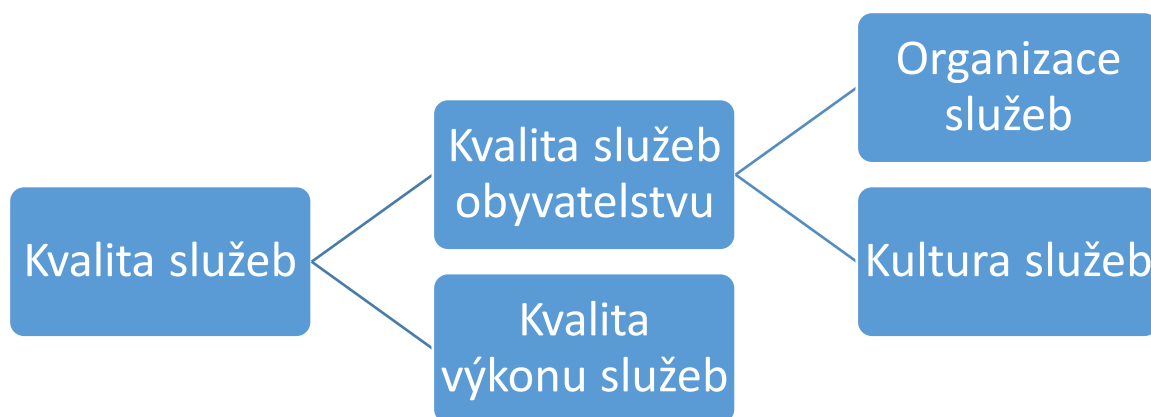 Kvalita služeb
Kvalita služeb
obyvatelstvu
Organizace
služeb
Kultura služeb
Kvalita
výkonu služeb